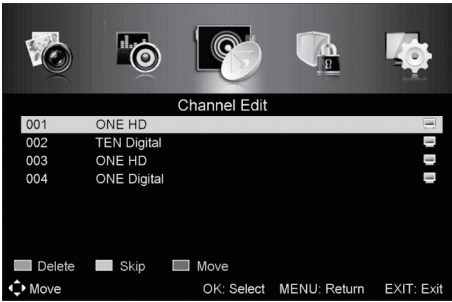 Channel Edit
001 ONE HD
002 TEN Digital
003 ONE HD
004 ONE Digital
Delete Skip Move
Move OK: Select MENU: Return EXIT: Exit